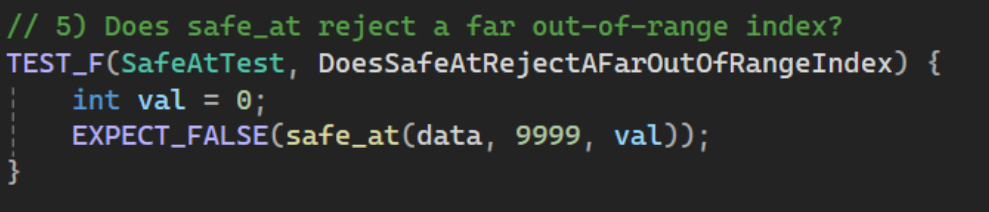 // 5) Does safe_at reject a far out-of-range index?
TEST_F(SafeAtTest, DoesSafeAtRejectAFarOutOfRangeIndex) {
    int val = 0;
    EXPECT_FALSE(safe_at(data, 9999, val));
}